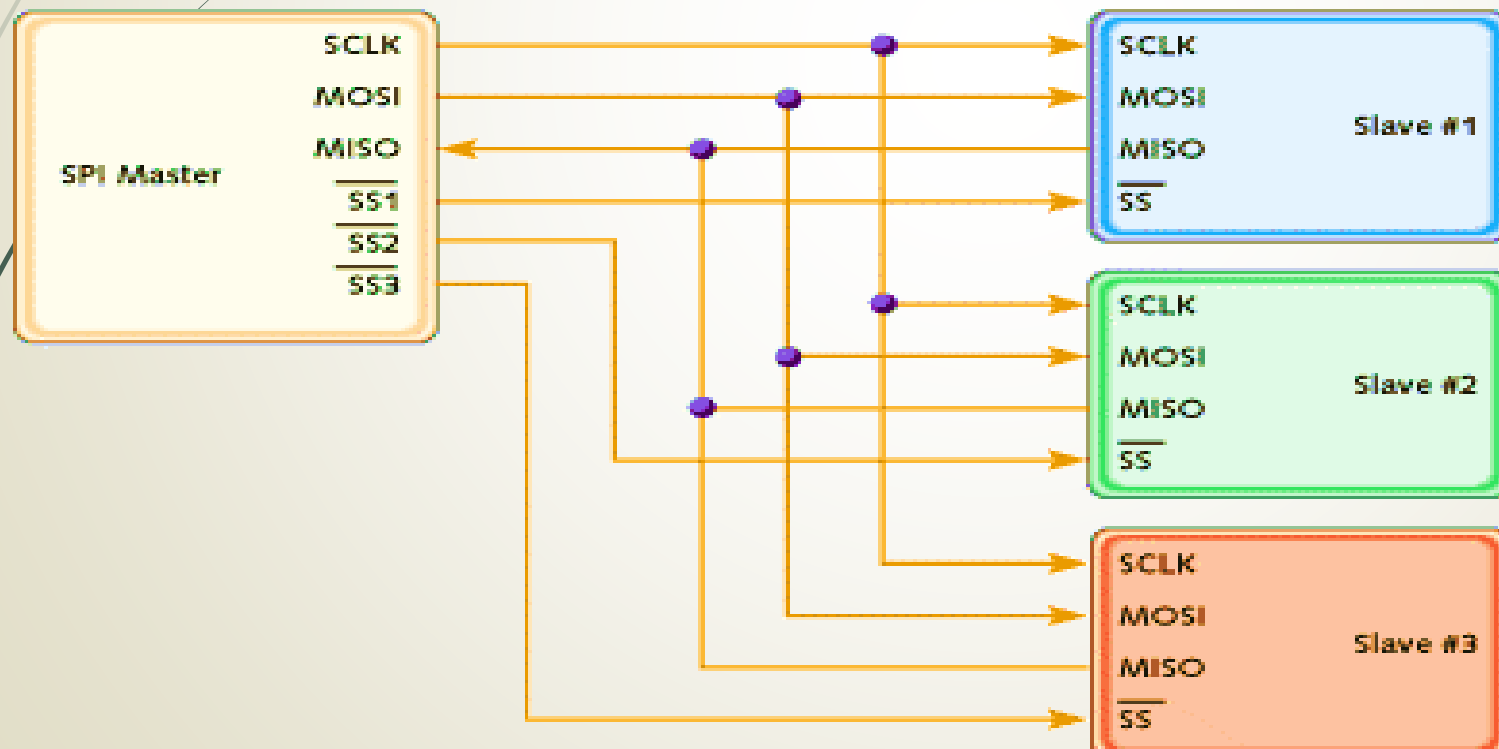 SPI Master
SCLK
MOSI
MISO
SS1
SS2
SS3
SCLK
MOSI
MISO
SS
Slave #1
SCLK
MOSI
MISO
SS
Slave #2
SCLK
MOSI
MISO
SS
Slave #3